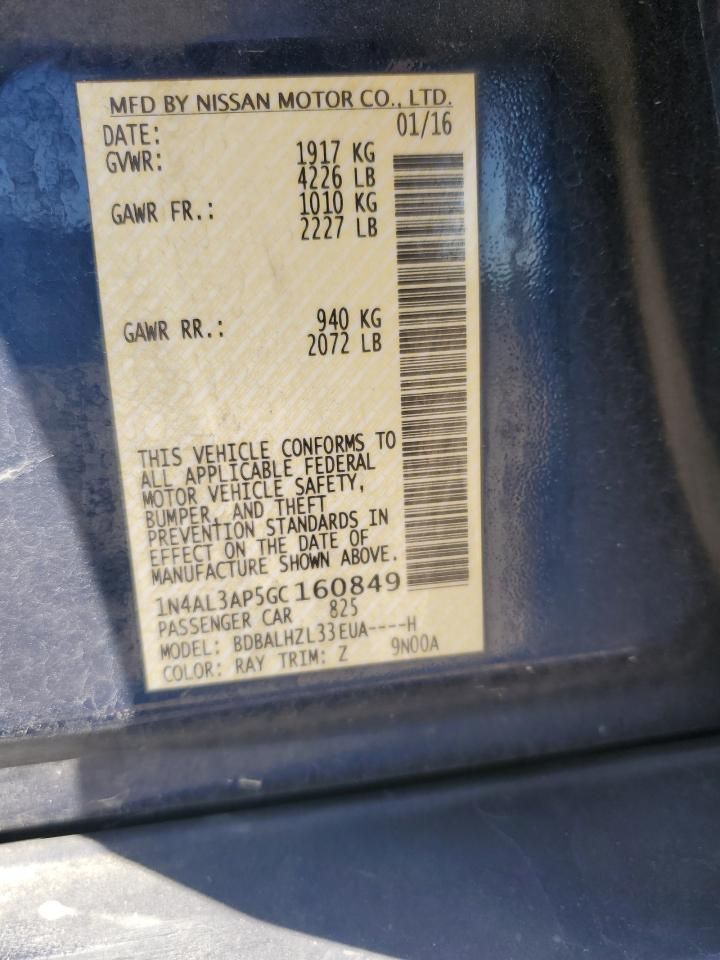 MFD BY NISSAN MOTOR CO., LTD.
DATE: 01/16
GVWR: 1917 KG
4226 LB
GAWR FR.: 1010 KG
2227 LB
GAWR RR.: 940 KG
2072 LB
THIS VEHICLE CONFORMS TO
ALL APPLICABLE FEDERAL
MOTOR VEHICLE SAFETY,
BUMPER, AND THEFT
PREVENTION STANDARDS IN
EFFECT ON THE DATE OF
MANUFACTURE SHOWN ABOVE.
1N4AL3AP5GC160849
PASSENGER CAR 825
MODEL: BDBALHZL33EUA----H
COLOR: RAY TRIM: Z 9N00A